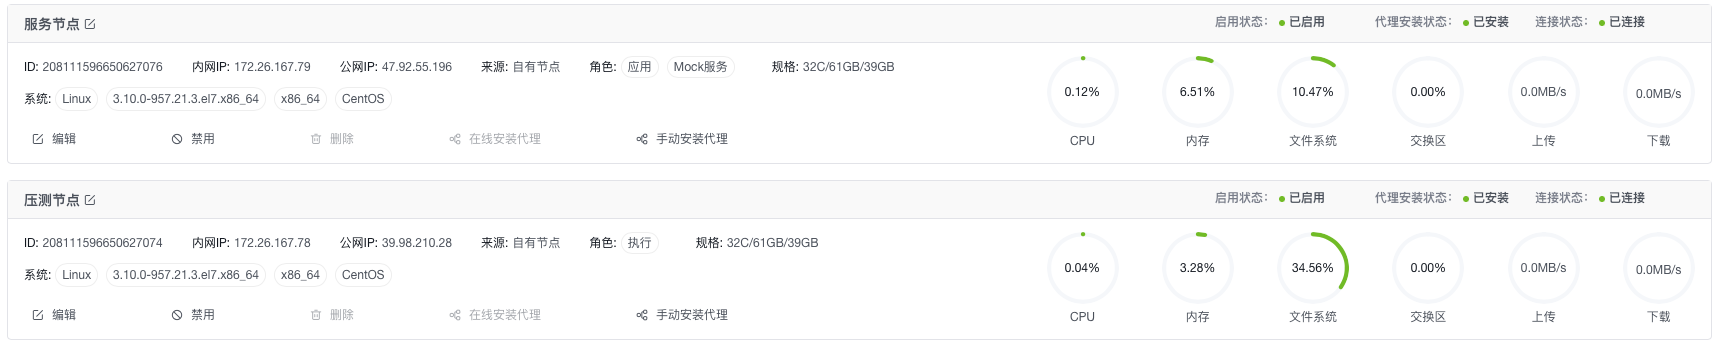 服务节点 启用状态： 已启用 代理安装状态： 已安装 连接状态： 已连接
ID: 208111596650627076 内网IP: 172.26.167.79 公网IP: 47.92.55.196 来源: 自有节点 角色: 应用 Mock服务 规格: 32C/61GB/39GB
系统: Linux 3.10.0-957.21.3.el7.x86_64 x86_64 CentOS
编辑 禁用 删除 在线安装代理 手动安装代理
0.12% 6.51% 10.47% 0.00% 0.0MB/s 0.0MB/s
CPU 内存 文件系统 交换区 上传 下载
压测节点 启用状态： 已启用 代理安装状态： 已安装 连接状态： 已连接
ID: 208111596650627074 内网IP: 172.26.167.78 公网IP: 39.98.210.28 来源: 自有节点 角色: 执行 规格: 32C/61GB/39GB
系统: Linux 3.10.0-957.21.3.el7.x86_64 x86_64 CentOS
编辑 禁用 删除 在线安装代理 手动安装代理
0.04% 3.28% 34.56% 0.00% 0.0MB/s 0.0MB/s
CPU 内存 文件系统 交换区 上传 下载